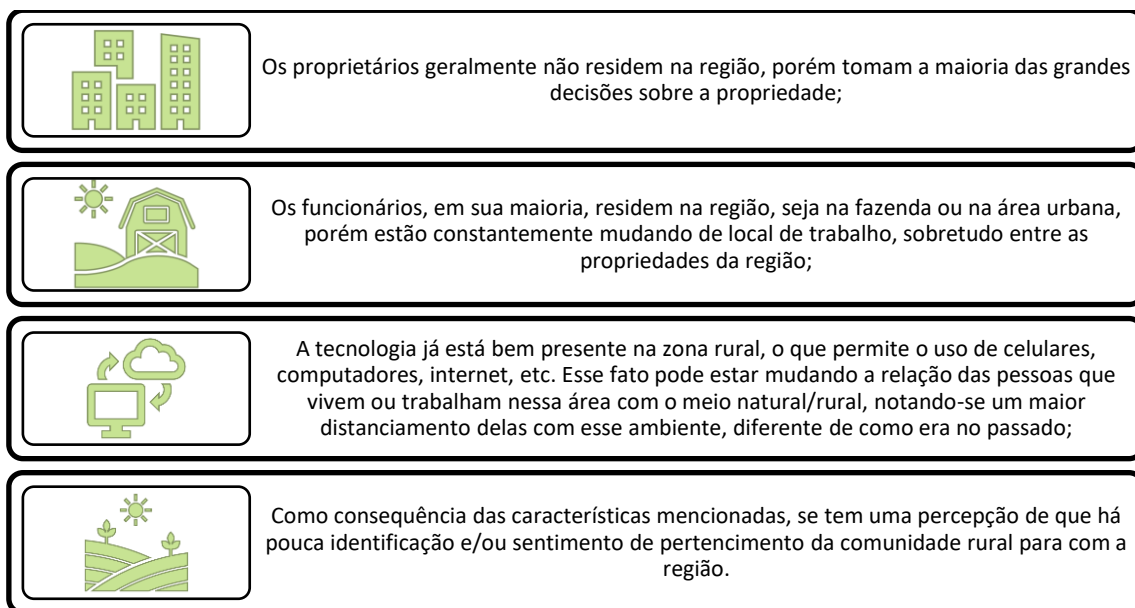 Os proprietários geralmente não residem na região, porém tomam a maioria das grandes
decisões sobre a propriedade;
Os funcionários, em sua maioria, residem na região, seja na fazenda ou na área urbana,
porém estão constantemente mudando de local de trabalho, sobretudo entre as
propriedades da região;
A tecnologia já está bem presente na zona rural, o que permite o uso de celulares,
computadores, internet, etc. Esse fato pode estar mudando a relação das pessoas que
vivem ou trabalham nessa área com o meio natural/rural, notando-se um maior
distanciamento delas com esse ambiente, diferente de como era no passado;
Como consequência das características mencionadas, se tem uma percepção de que há
pouca identificação e/ou sentimento de pertencimento da comunidade rural para com a
região.